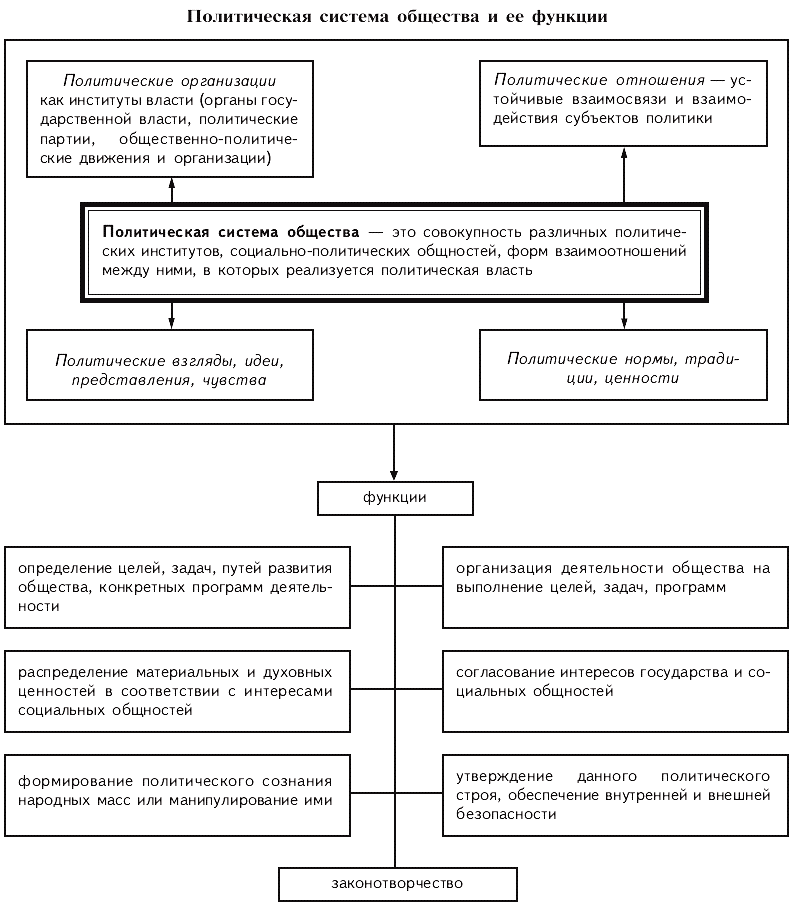 Политическая система общества и ее функции
Политические организации
как институты власти (органы госу-
дарственной власти, политические
партии, общественно-политиче-
ские движения и организации)
Политические отношения — ус-
тойчивые взаимосвязи и взаимо-
действия субъектов политики
Политическая система общества — это совокупность различных политиче-
ских институтов, социально-политических общностей, форм взаимоотношений
между ними, в которых реализуется политическая власть
Политические взгляды, идеи,
представления, чувства
Политические нормы, тради-
ции, ценности
функции
определение целей, задач, путей развития
общества, конкретных программ деятель-
ности
организация деятельности общества на
выполнение целей, задач, программ
распределение материальных и духовных
ценностей в соответствии с интересами
социальных общностей
согласование интересов государства и со-
циальных общностей
формирование политического сознания
народных масс или манипулирование ими
утверждение данного политического
строя, обеспечение внутренней и внешней
безопасности
законотворчество